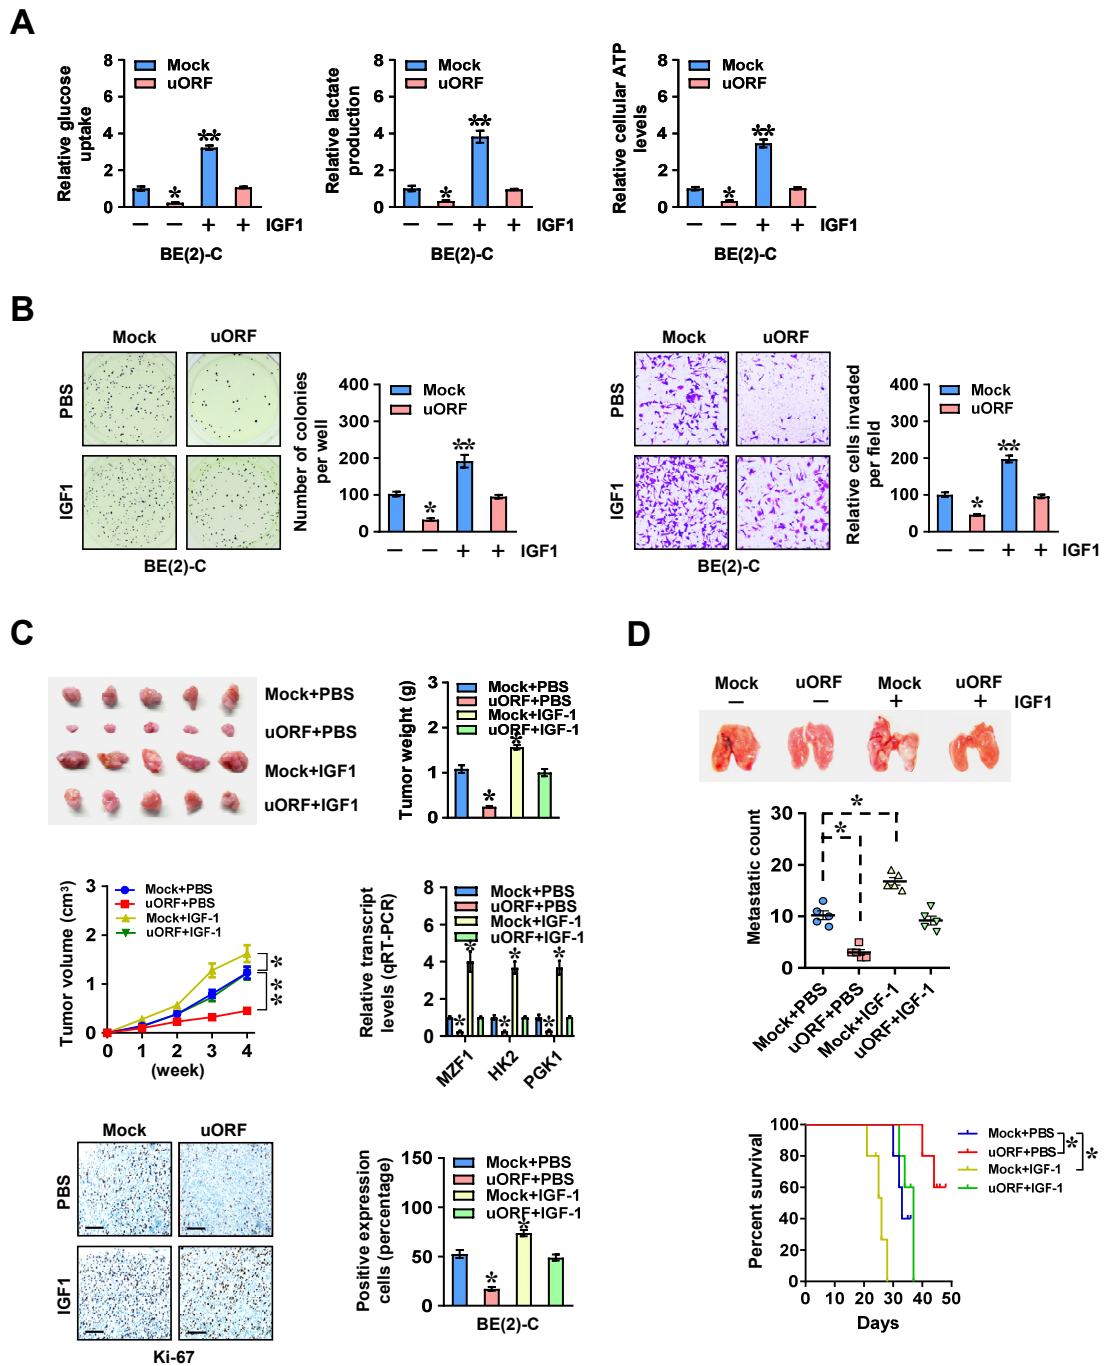 A
Relative glucose
uptake
8
6
4
2
0
Mock
uORF
**
*
− − + + IGF1
BE(2)-C
Relative lactate
production
8
6
4
2
0
Mock
uORF
**
*
− − + + IGF1
BE(2)-C
Relative cellular ATP
levels
8
6
4
2
0
Mock
uORF
**
*
− − + + IGF1
BE(2)-C
B
Mock uORF
PBS
IGF1
BE(2)-C
Number of colonies
per well
400
300
200
100
0
Mock
uORF
**
*
− − + + IGF1
Mock uORF
PBS
IGF1
BE(2)-C
Relative cells invaded
per field
400
300
200
100
0
Mock
uORF
**
*
− − + + IGF1
C
Mock+PBS
uORF+PBS
Mock+IGF1
uORF+IGF1
Tumor weight (g)
3
2
1
0
Mock+PBS
uORF+PBS
Mock+IGF-1
uORF+IGF-1
*
*
Tumor volume (cm³)
3
2
1
0
Mock+PBS
uORF+PBS
Mock+IGF-1
uORF+IGF-1
*
*
*
0 1 2 3 4
(week)
Relative transcript
levels (qRT-PCR)
8
6
4
2
0
Mock+PBS
uORF+PBS
Mock+IGF-1
uORF+IGF-1
* * *
* * *
MZF1 HK2 PGK1
Mock uORF
PBS
IGF1
Ki-67
Positive expression
cells (percentage)
150
100
50
0
Mock+PBS
uORF+PBS
Mock+IGF-1
uORF+IGF-1
*
*
BE(2)-C
D
Mock uORF Mock uORF
− − + + IGF1
Metastatic count
30
20
10
0
*
*
Mock+PBS
uORF+PBS
Mock+IGF-1
uORF+IGF-1
Percent survival
100
80
60
40
20
0
Mock+PBS
uORF+PBS
Mock+IGF-1
uORF+IGF-1
*
*
0 10 20 30 40 50
Days